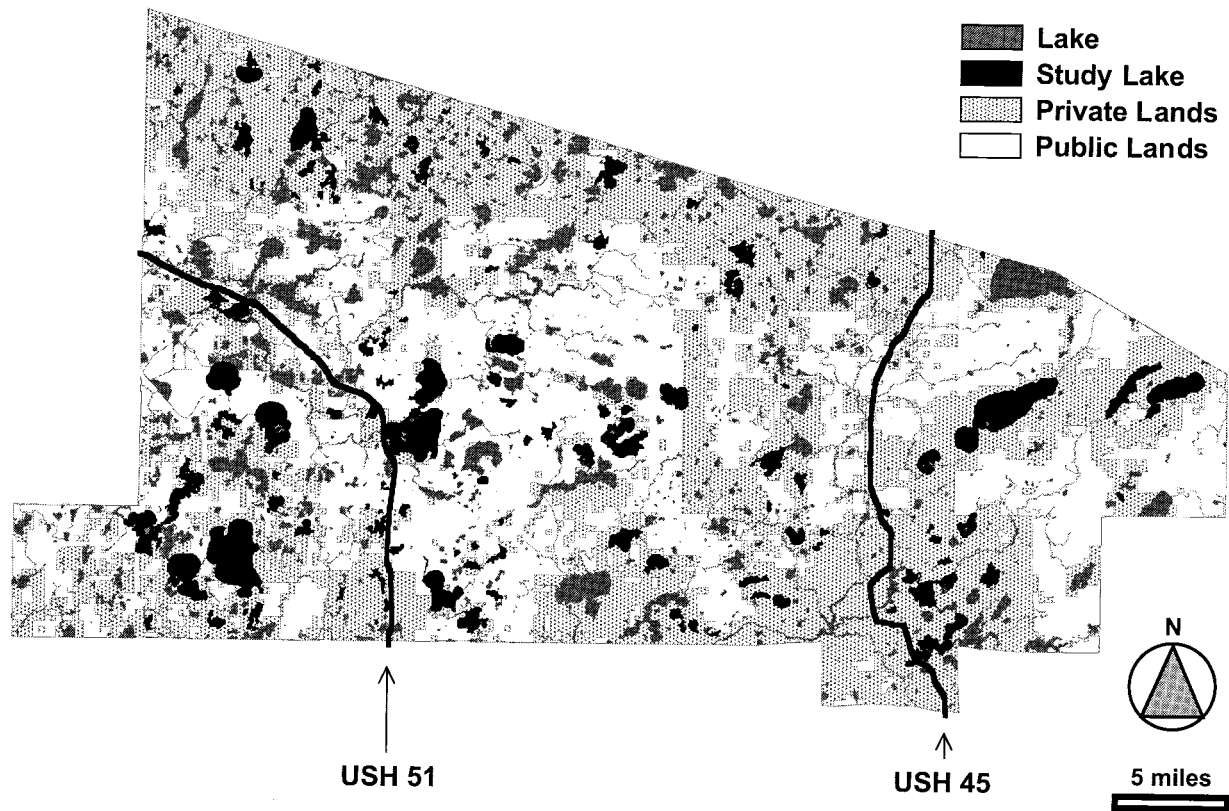 Lake
Study Lake
Private Lands
Public Lands
N
USH 51
USH 45
5 miles